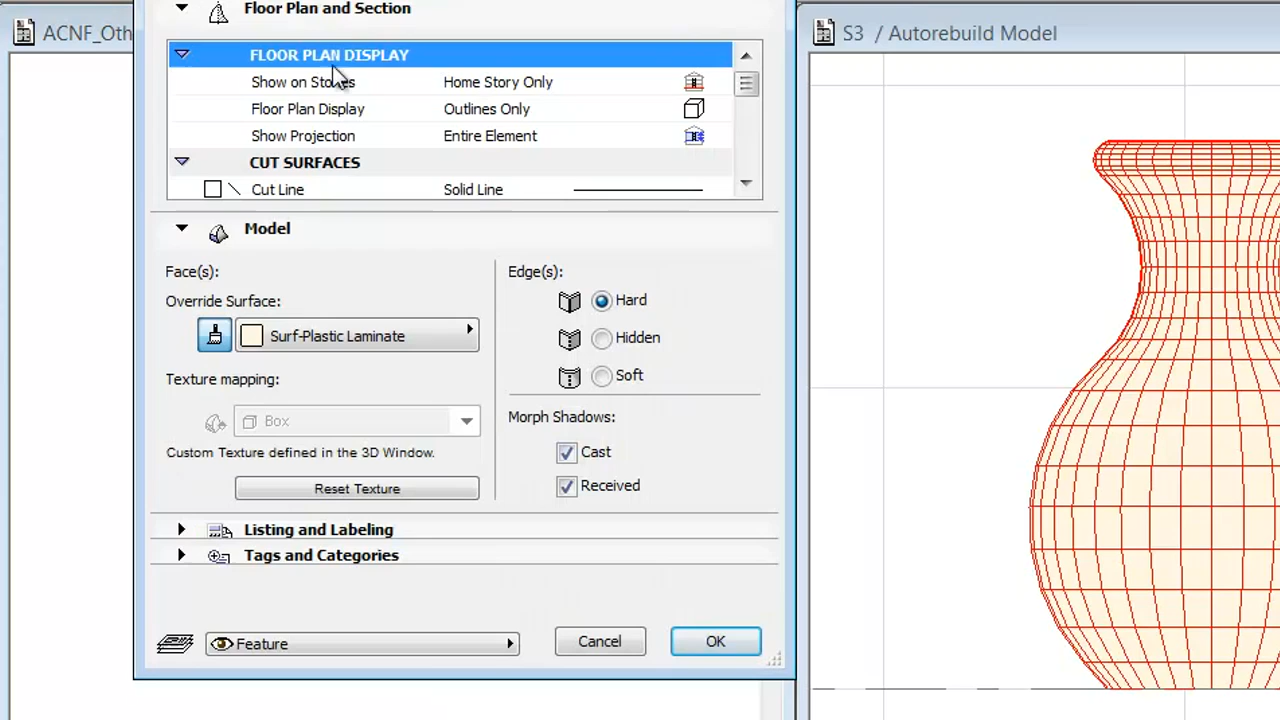 Floor Plan and Section
ACNF_Oth
S3 / Autorebuild Model
FLOOR PLAN DISPLAY
Show on Stories Home Story Only
Floor Plan Display Outlines Only
Show Projection Entire Element
CUT SURFACES
Cut Line Solid Line
Model
Face(s):
Override Surface:
Surf-Plastic Laminate
Texture mapping:
Box
Custom Texture defined in the 3D Window.
Reset Texture
Edge(s):
Hard
Hidden
Soft
Morph Shadows:
Cast
Received
Listing and Labeling
Tags and Categories
Feature
Cancel
OK